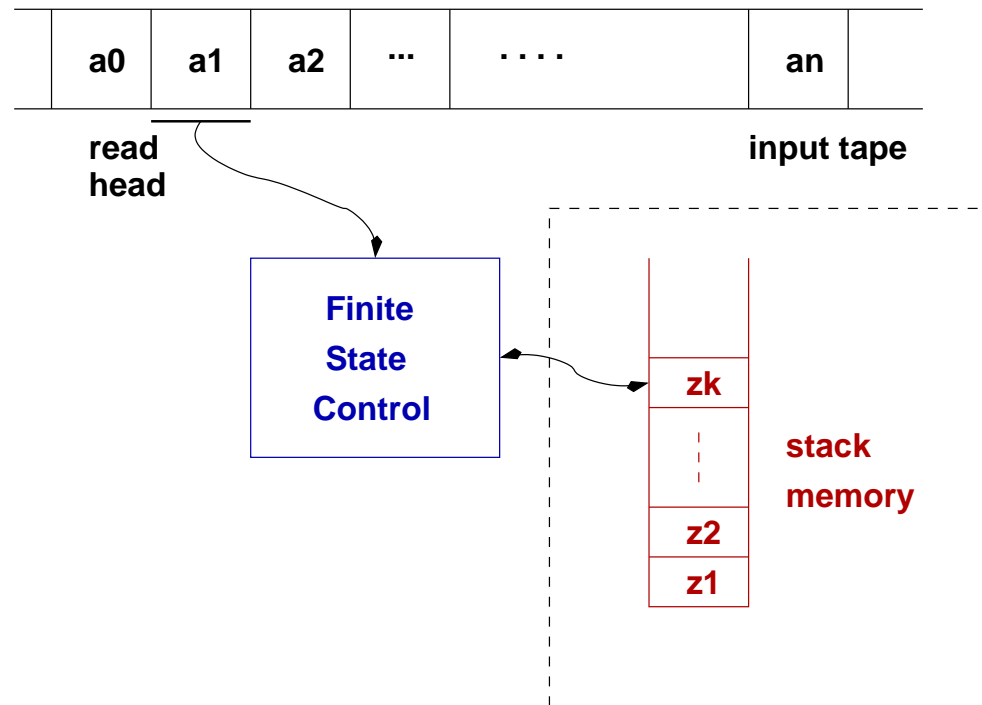 a0 a1 a2 ... . . . . an
read
head
input tape
Finite
State
Control
zk
stack
memory
z2
z1